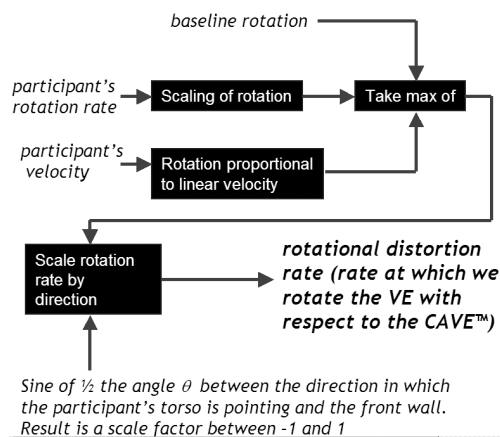 baseline rotation
participant's
rotation rate
Scaling of rotation
Take max of
participant's
velocity
Rotation proportional
to linear velocity
Scale rotation
rate by
direction
rotational distortion
rate (rate at which we
rotate the VE with
respect to the CAVE™)
Sine of ½ the angle θ between the direction in which
the participant's torso is pointing and the front wall.
Result is a scale factor between -1 and 1